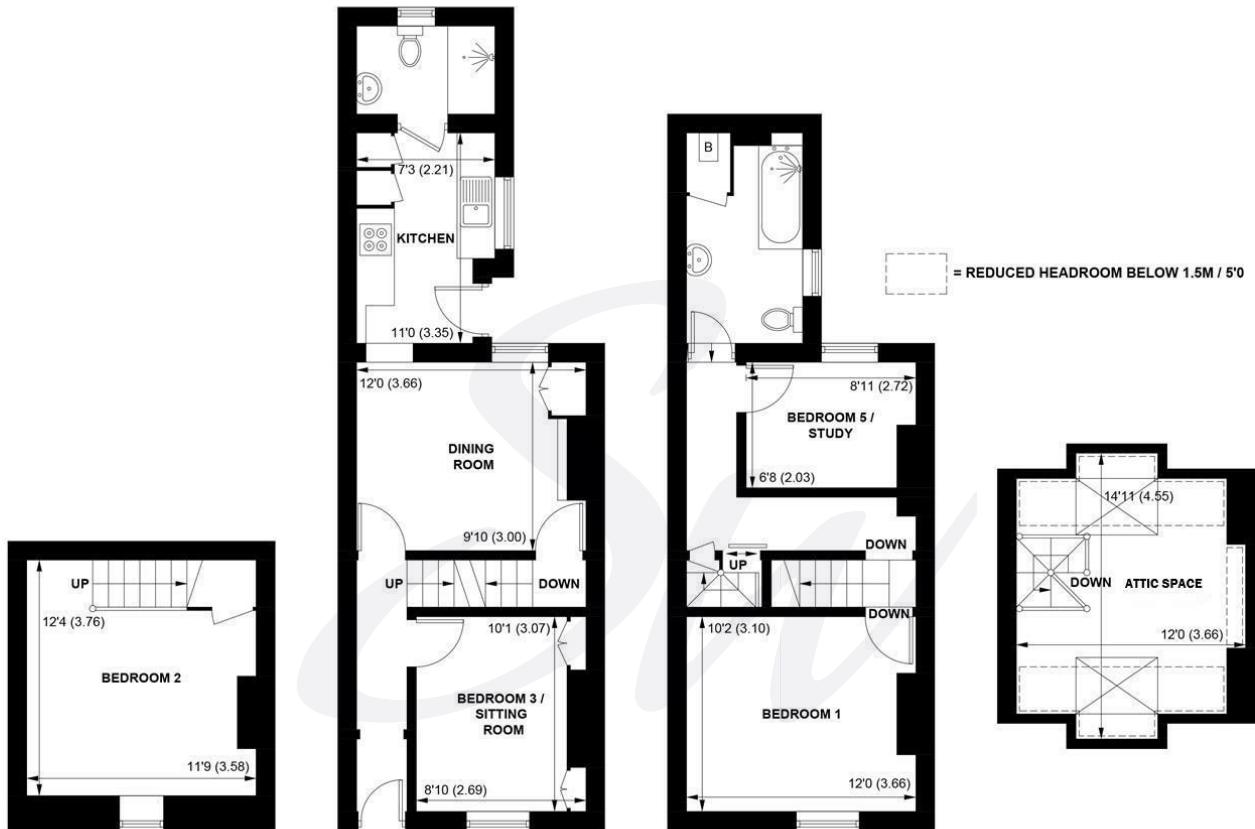 UP
12'4 (3.76)
BEDROOM 2
11'9 (3.58)
7'3 (2.21)
KITCHEN
11'0 (3.35)
12'0 (3.66)
DINING
ROOM
9'10 (3.00)
UP
DOWN
10'1 (3.07)
BEDROOM 3 /
SITTING
ROOM
8'10 (2.69)
B
8'11 (2.72)
BEDROOM 5 /
STUDY
6'8 (2.03)
DOWN
UP
DOWN
10'2 (3.10)
BEDROOM 1
12'0 (3.66)
= REDUCED HEADROOM BELOW 1.5M / 5'0
14'11 (4.55)
DOWN
ATTIC SPACE
12'0 (3.66)